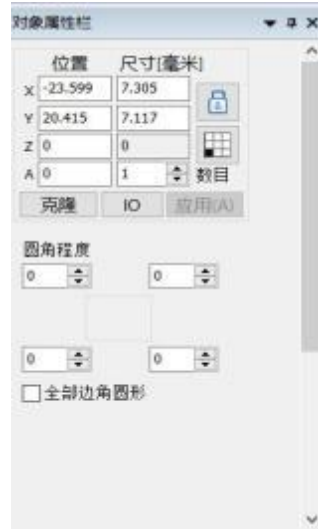 对象属性栏
位置 尺寸[毫米]
X -23.599 7.305
Y 20.415 7.117
Z 0 0
A 0 1 数目
克隆 IO 应用(A)
圆角程度
0 0
0 0
全部边角圆形